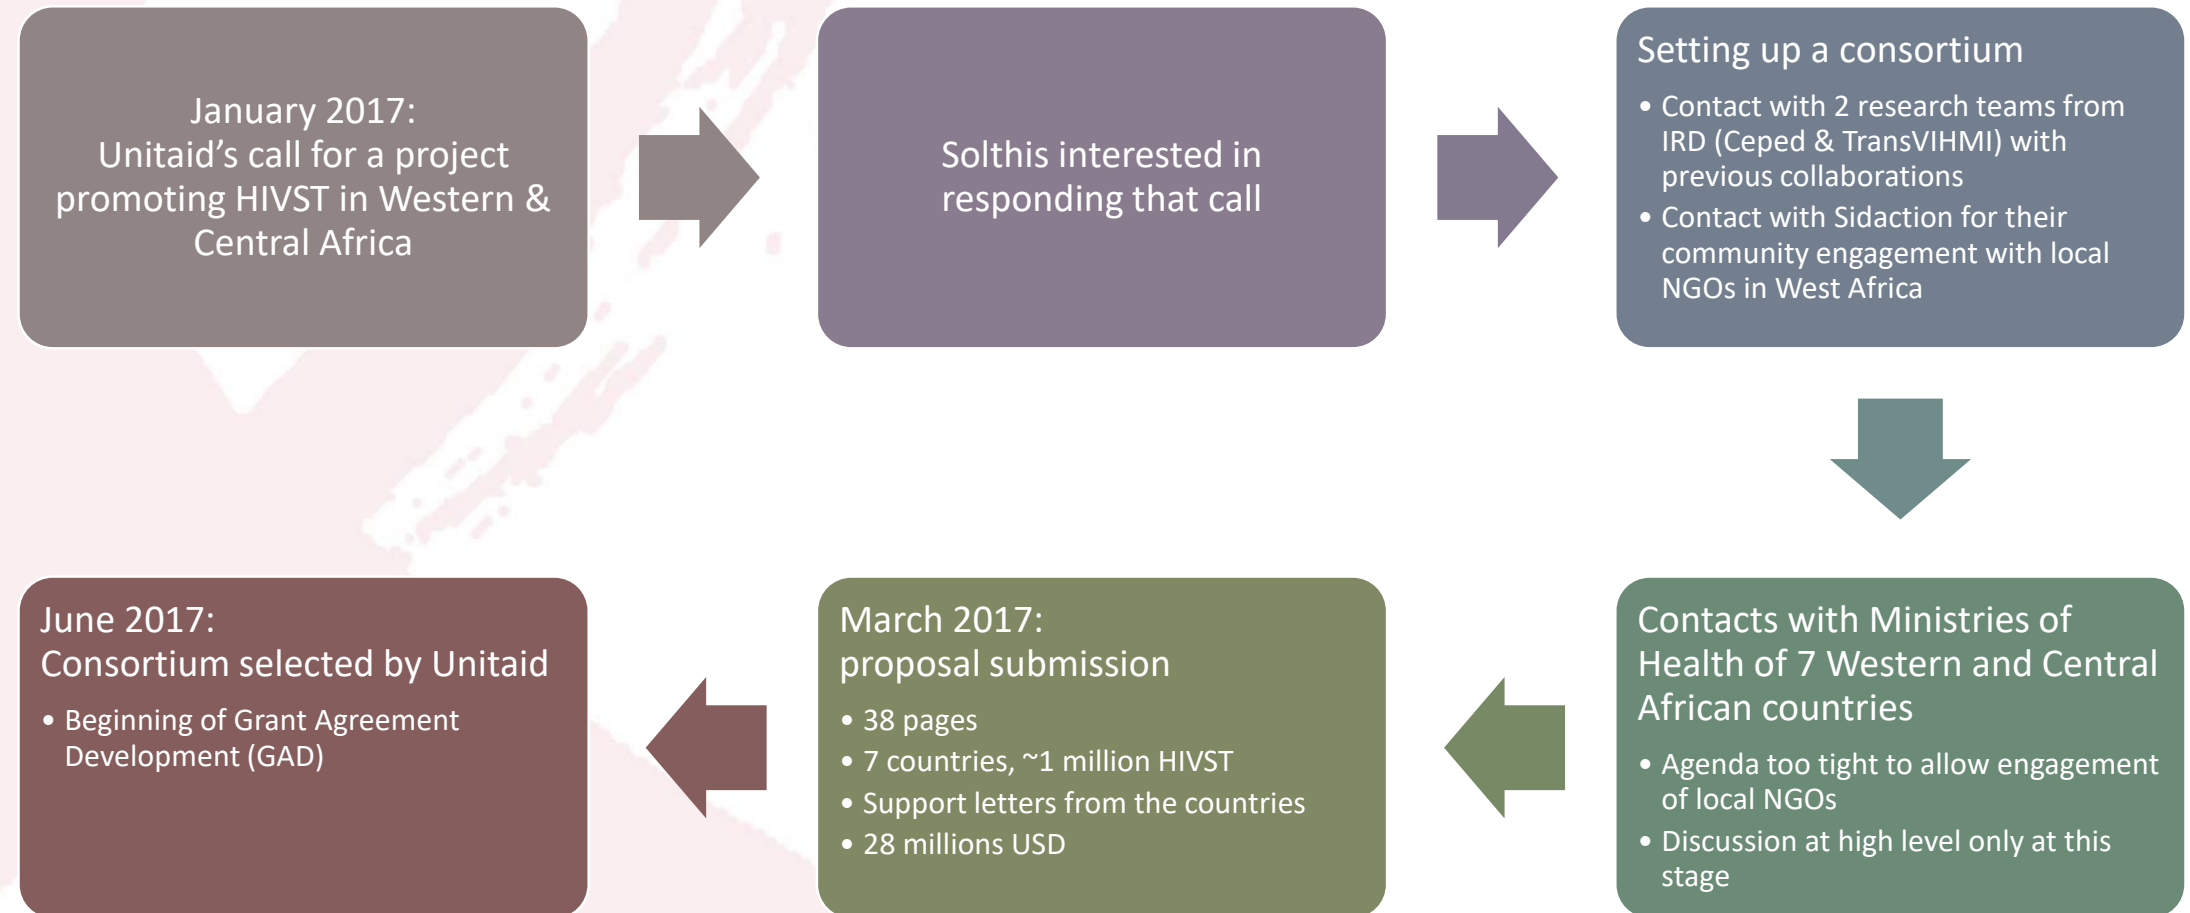 January 2017:
Unitaid’s call for a project
promoting HIVST in Western &
Central Africa
Solthis interested in
responding that call
Setting up a consortium
• Contact with 2 research teams from
IRD (Ceped & TransVIHMI) with
previous collaborations
• Contact with Sidaction for their
community engagement with local
NGOs in West Africa
Contacts with Ministries of
Health of 7 Western and Central
African countries
• Agenda too tight to allow engagement
of local NGOs
• Discussion at high level only at this
stage
March 2017:
proposal submission
• 38 pages
• 7 countries, ~1 million HIVST
• Support letters from the countries
• 28 millions USD
June 2017:
Consortium selected by Unitaid
• Beginning of Grant Agreement
Development (GAD)